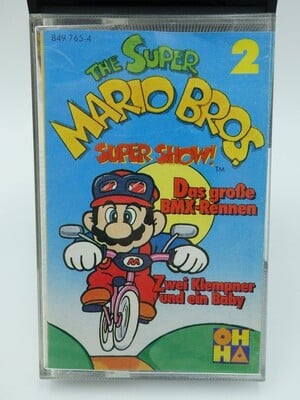 849 765-4
THE SUPER
2
MARIO BROS.
SUPER SHOW!
TM
Das große
BMX-Rennen
M
Zwei Klempner
und ein Baby
OH
HA